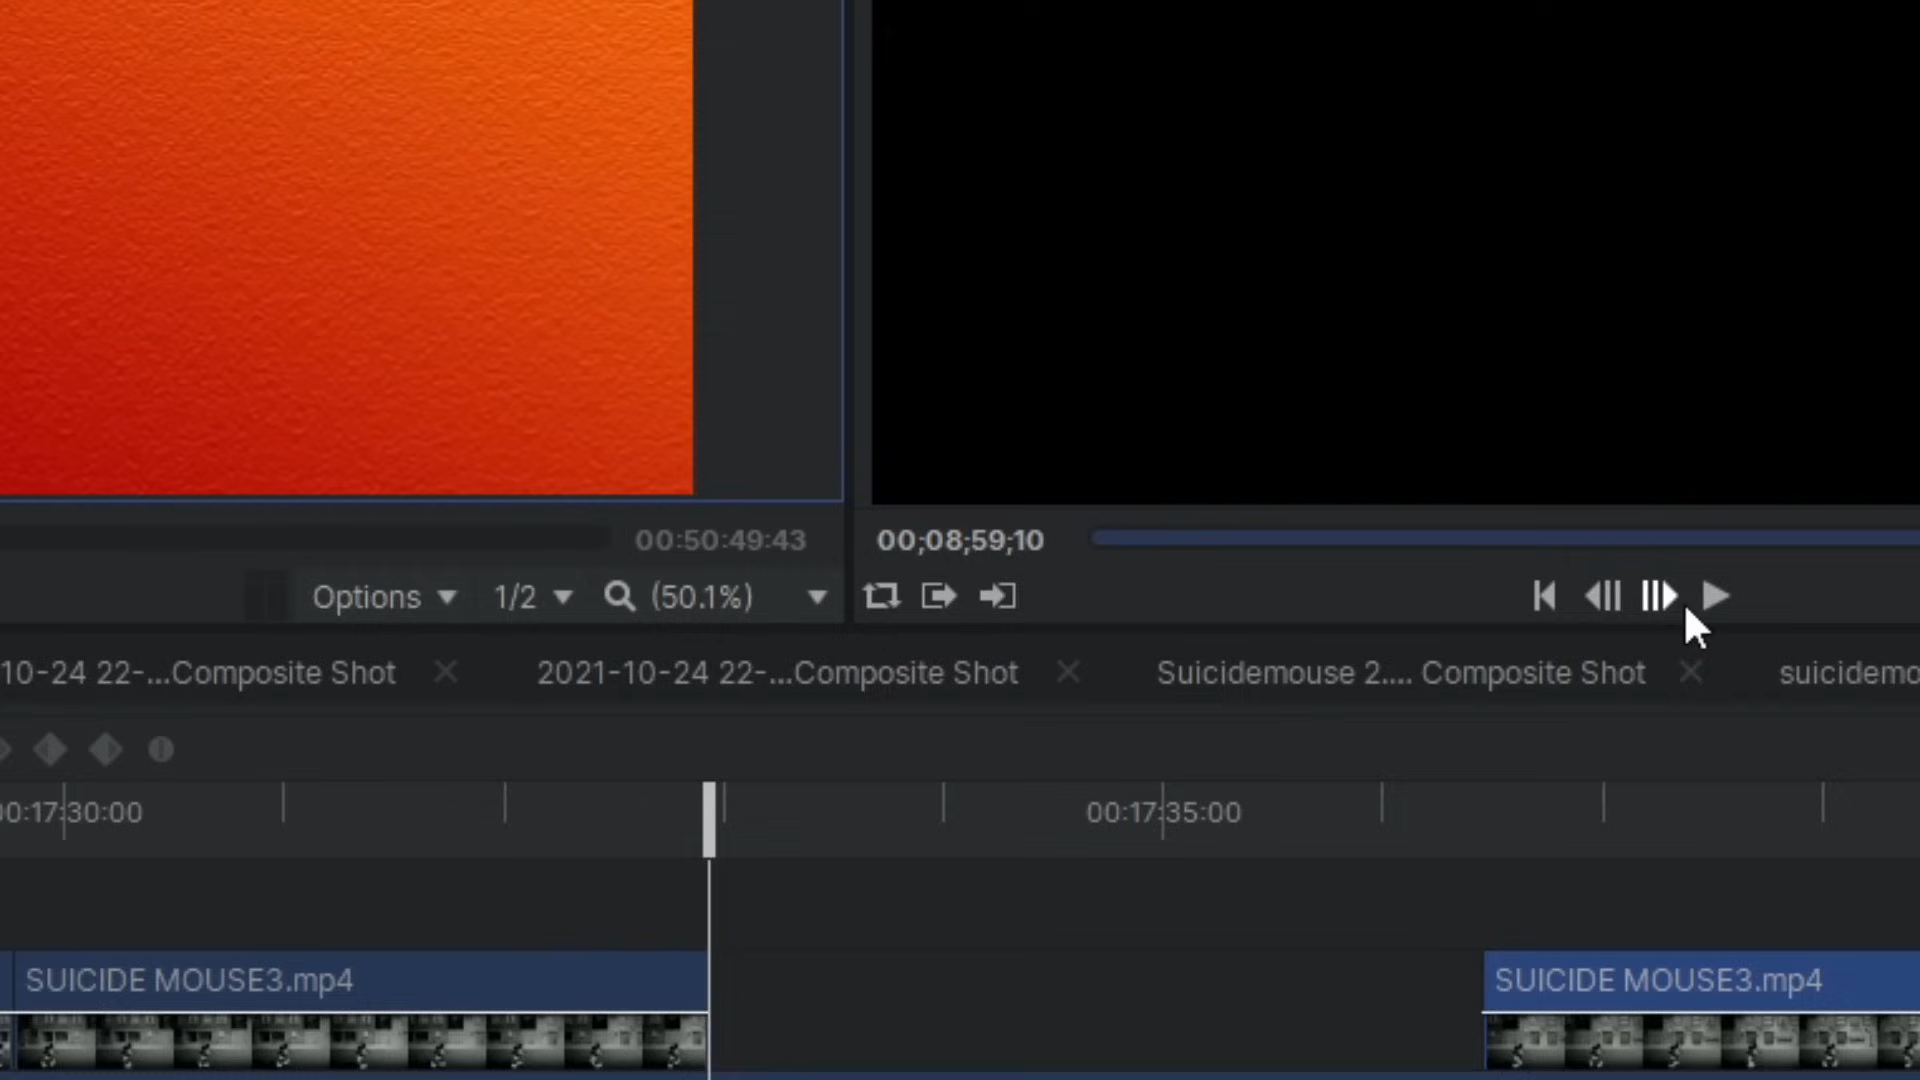 00:50:49:43
00;08;59;10
Options 1/2 (50.1%)
10-24 22-...Composite Shot
2021-10-24 22-...Composite Shot
Suicidemouse 2.... Composite Shot
suicidemo
00:17:30:00
00:17:35:00
SUICIDE MOUSE3.mp4
SUICIDE MOUSE3.mp4